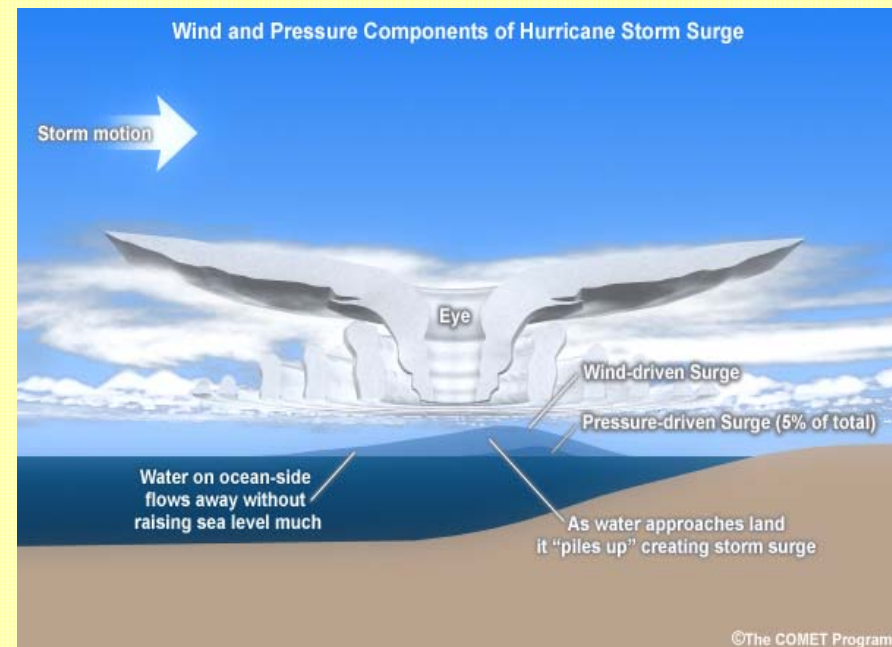 Wind and Pressure Components of Hurricane Storm Surge
Storm motion
Eye
Wind-driven Surge
Pressure-driven Surge (5% of total)
Water on ocean-side
flows away without
raising sea level much
As water approaches land
it “piles up” creating storm surge
©The COMET Program